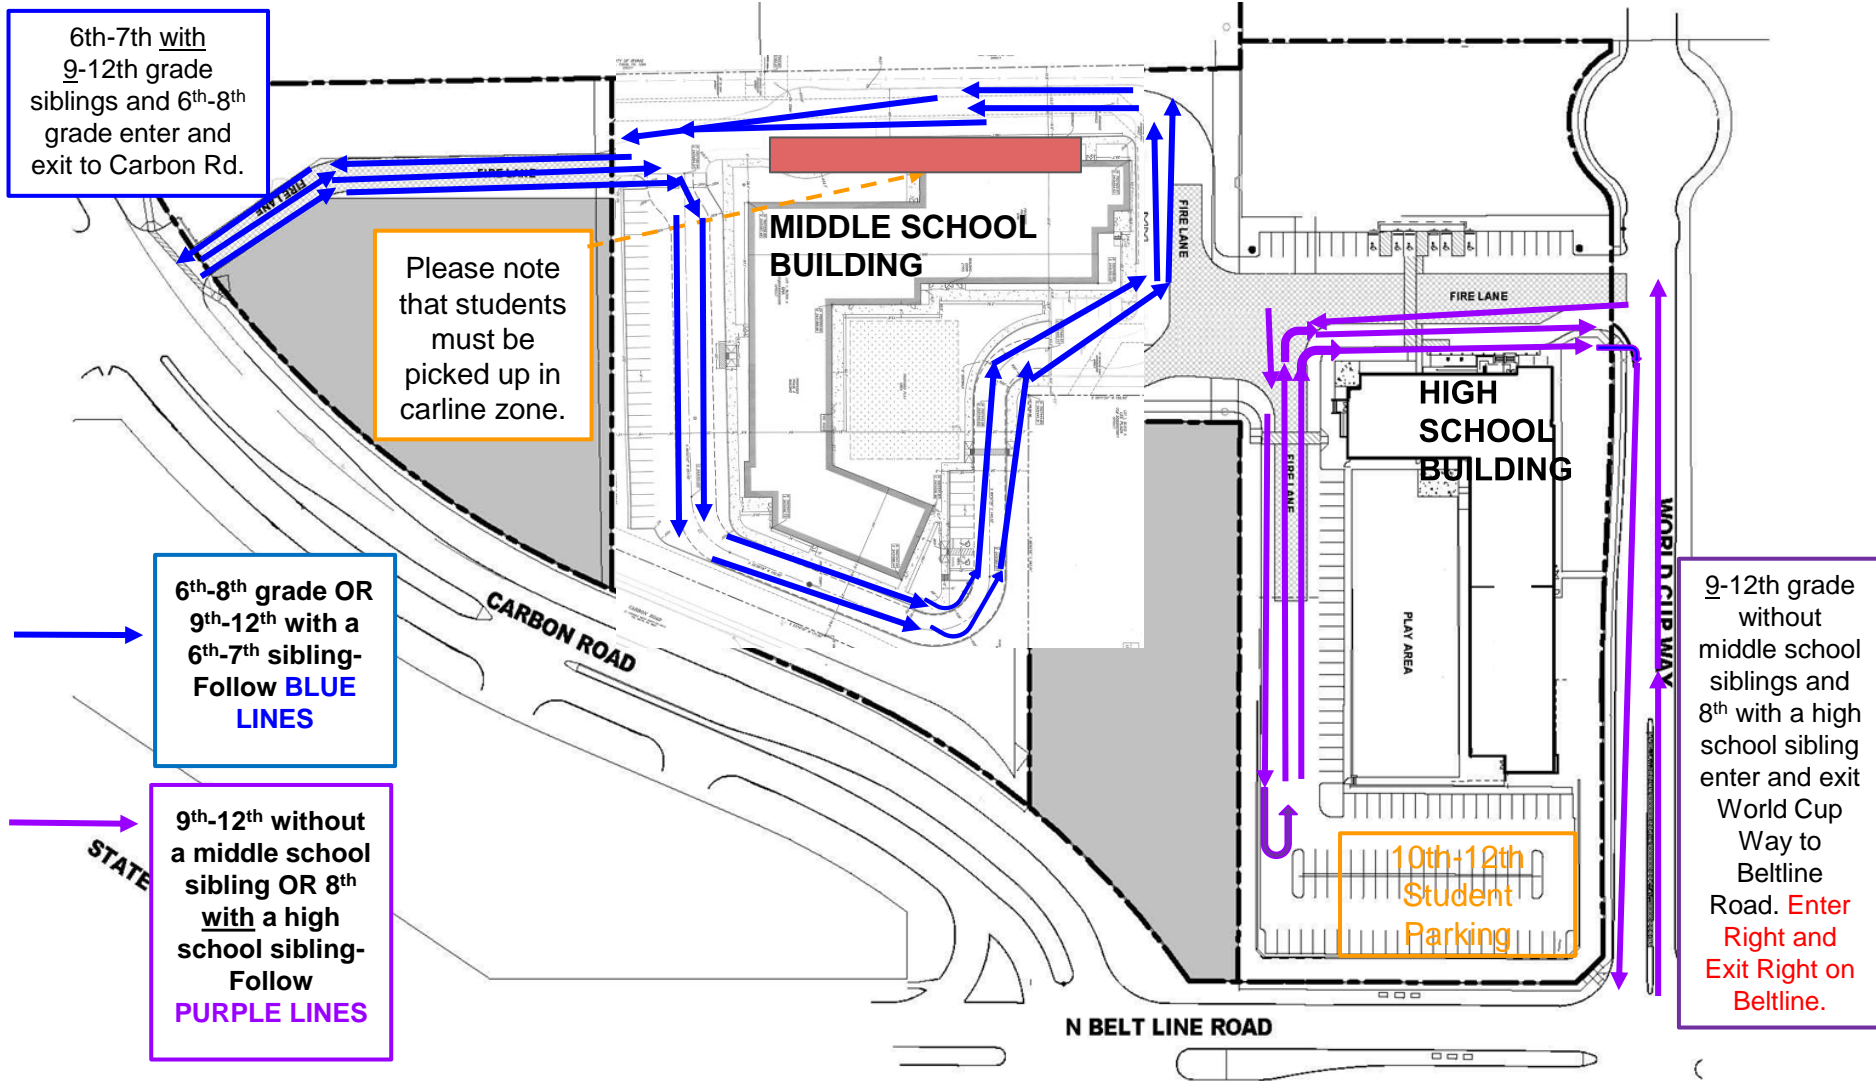 6th-7th with
9-12th grade
siblings and 6th-8th
grade enter and
exit to Carbon Rd.
FIRE LANE
FIRE LANE
Please note
that students
must be
picked up in
carline zone.
MIDDLE SCHOOL
BUILDING
FIRE LANE
FIRE LANE
HIGH
SCHOOL
BUILDING
FIRE LANE
PLAY AREA
WORLD CUP WAY
CARBON ROAD
CARBON ROAD
6th-8th grade OR
9th-12th with a
6th-7th sibling-
Follow BLUE
LINES
9th-12th without
a middle school
sibling OR 8th
with a high
school sibling-
Follow
PURPLE LINES
STATE
10th-12th
Student
Parking
9-12th grade
without
middle school
siblings and
8th with a high
school sibling
enter and exit
World Cup
Way to
Beltline
Road. Enter
Right and
Exit Right on
Beltline.
N BELT LINE ROAD